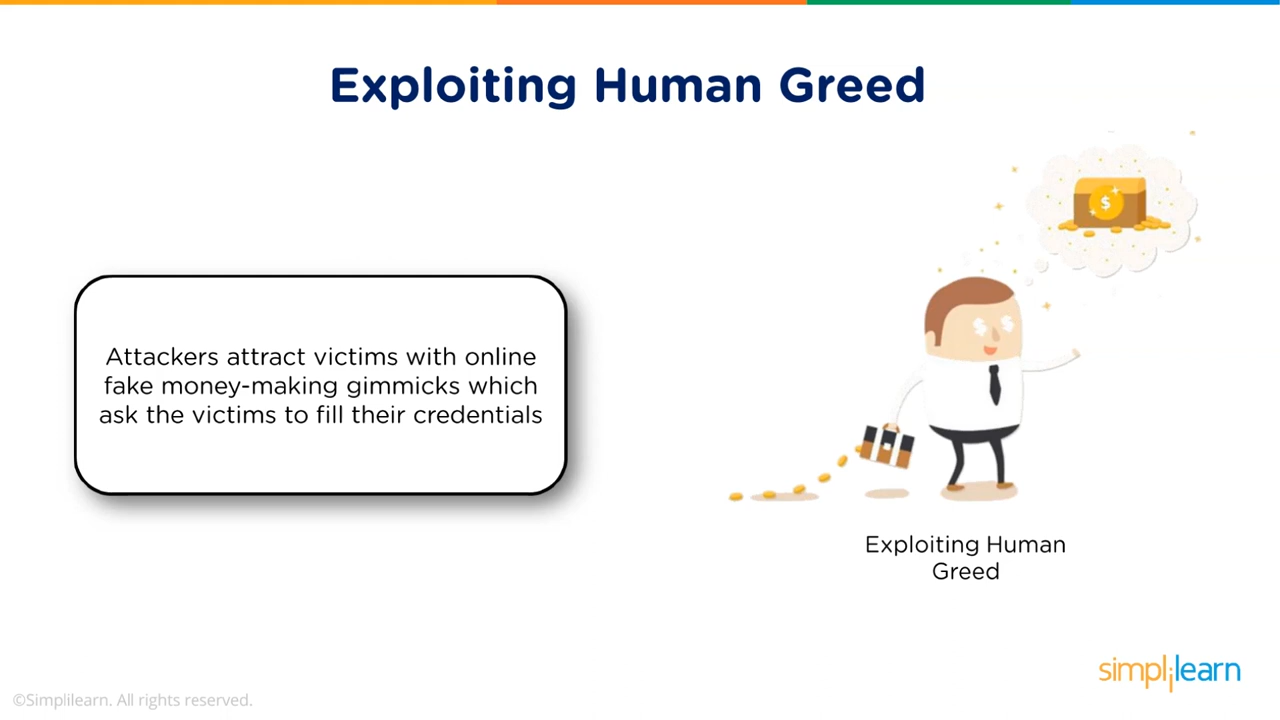 Exploiting Human Greed
$
Attackers attract victims with online
fake money-making gimmicks which
ask the victims to fill their credentials
$ $
Exploiting Human
Greed
simplilearn
©Simplilearn. All rights reserved.